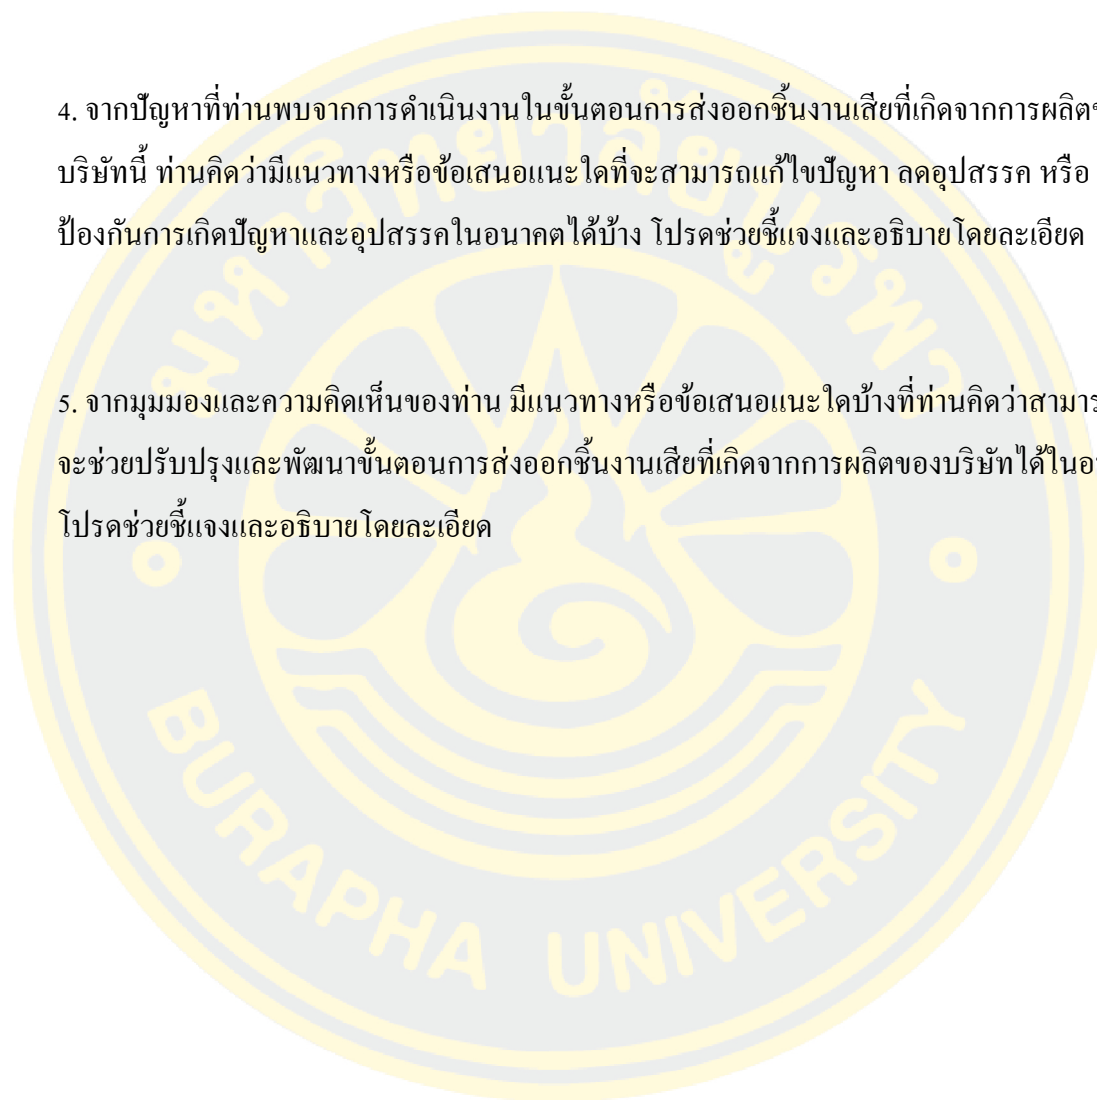 4. จากปัญหาที่ท่านพบจากการดำเนินงานในขั้นตอนการส่งออกชิ้นงานเสียที่เกิดจากการผลิต
บริษัทนี้ ท่านคิดว่ามีแนวทางหรือข้อเสนอแนะใดที่จะสามารถแก้ไขปัญหา ลดอุปสรรค หรือ
ป้องกันการเกิดปัญหาและอุปสรรคในอนาคตได้บ้าง โปรดช่วยชี้แจงและอธิบายโดยละเอียด
5. จากมุมมองและความคิดเห็นของท่าน มีแนวทางหรือข้อเสนอแนะใดบ้างที่ท่านคิดว่าสามาร
จะช่วยปรับปรุงและพัฒนาขั้นตอนการส่งออกชิ้นงานเสียที่เกิดจากการผลิตของบริษัทได้ในอ
โปรดช่วยชี้แจงและอธิบายโดยละเอียด
มหาวิทยาลัยบูรพา
BURAPHA UNIVERSITY